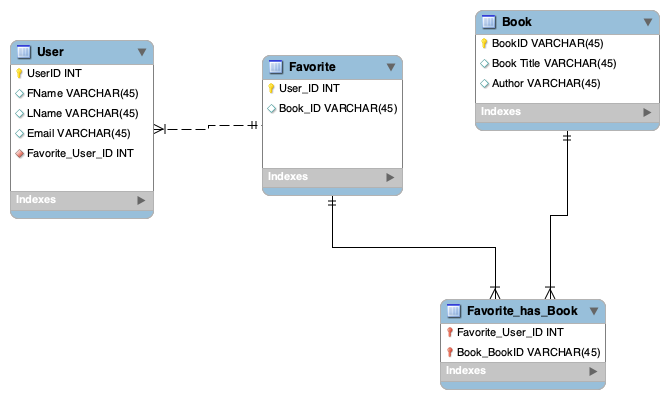 User
UserID INT
FName VARCHAR(45)
LName VARCHAR(45)
Email VARCHAR(45)
Favorite_User_ID INT
Indexes
Favorite
User_ID INT
Book_ID VARCHAR(45)
Indexes
Book
BookID VARCHAR(45)
Book Title VARCHAR(45)
Author VARCHAR(45)
Indexes
Favorite_has_Book
Favorite_User_ID INT
Book_BookID VARCHAR(45)
Indexes